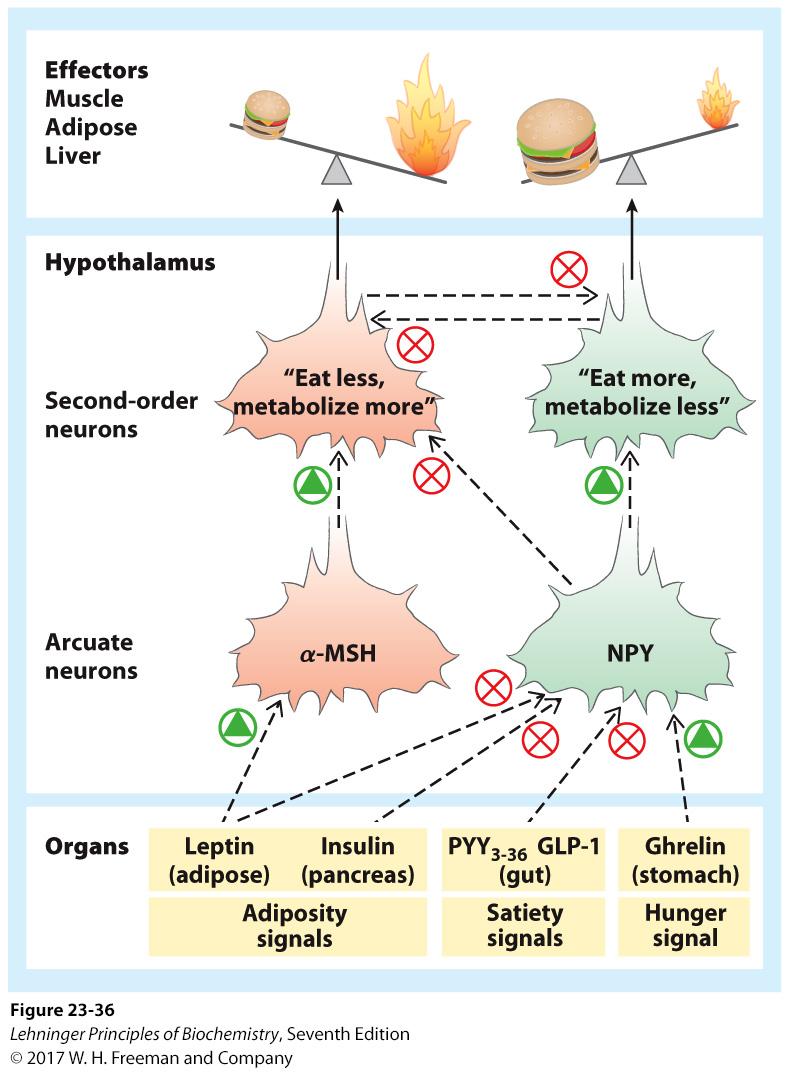 Effectors
Muscle
Adipose
Liver
Hypothalamus
Second-order
neurons
“Eat less,
metabolize more”
“Eat more,
metabolize less”
Arcuate
neurons
α-MSH
NPY
Organs
Leptin
(adipose)
Insulin
(pancreas)
PYY3-36 GLP-1
(gut)
Ghrelin
(stomach)
Adiposity
signals
Satiety
signals
Hunger
signal
Figure 23-36
Lehninger Principles of Biochemistry, Seventh Edition
© 2017 W. H. Freeman and Company